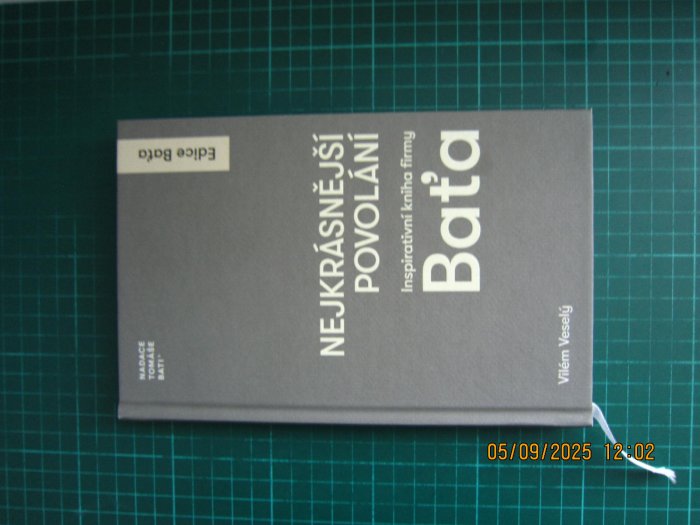 NADACE
TOMÁŠE
BATI
Edice Baťa
NEJKRÁSNĚJŠÍ
POVOLÁNÍ
Inspirativní kniha firmy
Baťa
Vilém Veselý
05/09/2025 12:02